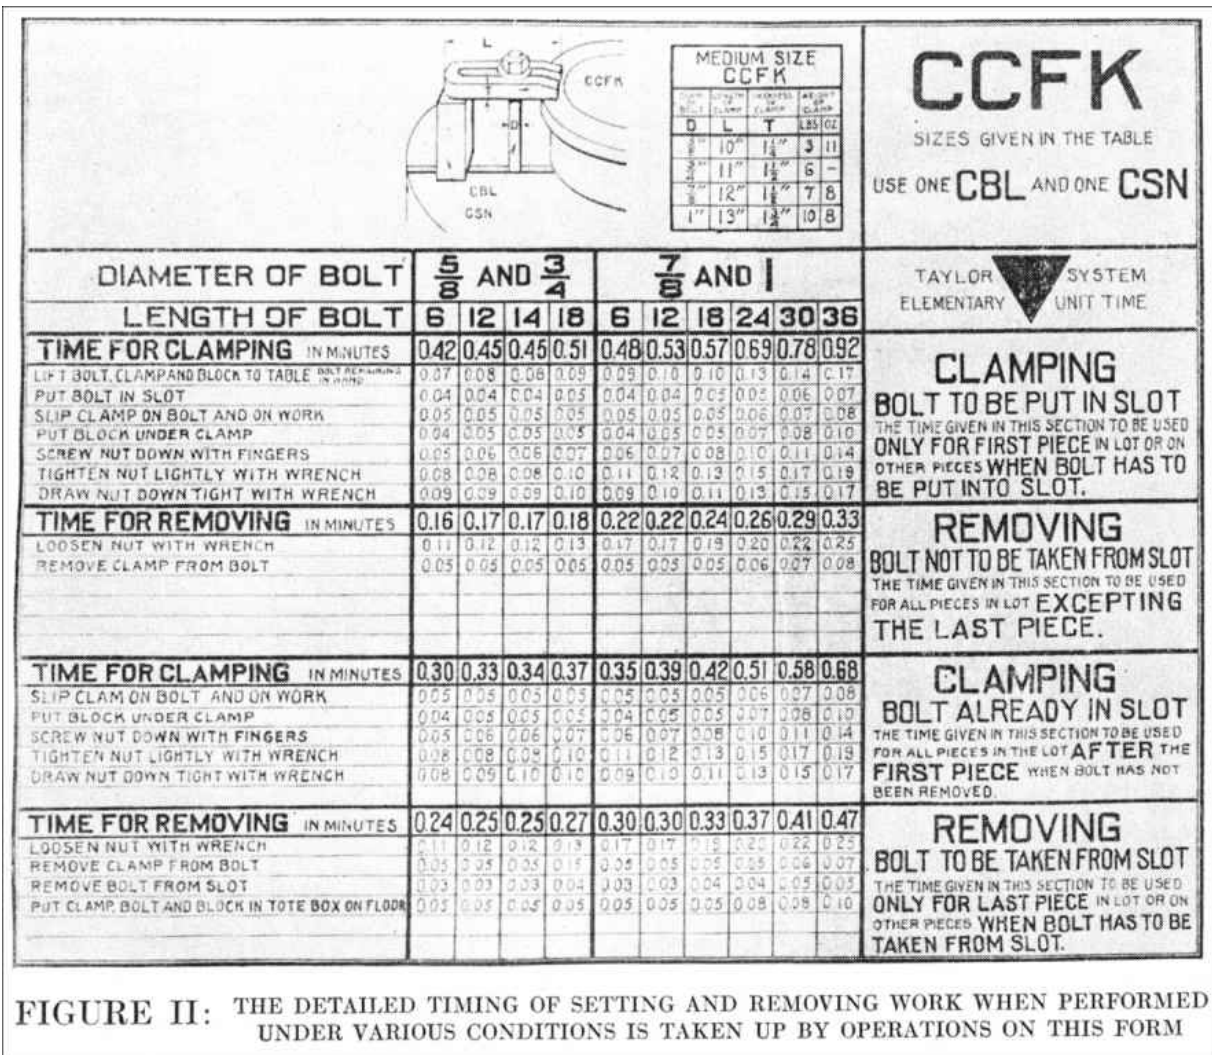 L
CCFK
D
CBL
CSN
MEDIUM SIZE
CCFK
D L T LBS OZ
10" 3 11
11" 1½" 6 -
12" 7 8
1" 13" 1¾" 10 8
CCFK
SIZES GIVEN IN THE TABLE
USE ONE CBL AND ONE CSN
DIAMETER OF BOLT 5/8 AND 3/4 7/8 AND 1
LENGTH OF BOLT 6 12 14 18 6 12 18 24 30 36
TAYLOR SYSTEM
ELEMENTARY UNIT TIME
TIME FOR CLAMPING IN MINUTES 0.42 0.45 0.45 0.51 0.48 0.53 0.57 0.69 0.78 0.92
LIFT BOLT, CLAMP AND BLOCK TO TABLE BOLT REMAINING IN HAND 0.07 0.08 0.08 0.09 0.09 0.10 0.10 0.13 0.14 0.17
PUT BOLT IN SLOT 0.04 0.04 0.04 0.05 0.04 0.04 0.05 0.05 0.06 0.07
SLIP CLAMP ON BOLT AND ON WORK 0.05 0.05 0.05 0.05 0.05 0.05 0.05 0.06 0.07 0.08
PUT BLOCK UNDER CLAMP 0.04 0.05 0.05 0.05 0.04 0.05 0.05 0.07 0.08 0.10
SCREW NUT DOWN WITH FINGERS 0.05 0.06 0.06 0.07 0.06 0.07 0.08 0.10 0.11 0.14
TIGHTEN NUT LIGHTLY WITH WRENCH 0.08 0.08 0.08 0.10 0.11 0.12 0.13 0.15 0.17 0.19
DRAW NUT DOWN TIGHT WITH WRENCH 0.09 0.09 0.09 0.10 0.09 0.10 0.11 0.13 0.15 0.17
CLAMPING
BOLT TO BE PUT IN SLOT
THE TIME GIVEN IN THIS SECTION TO BE USED
ONLY FOR FIRST PIECE IN LOT OR ON
OTHER PIECES WHEN BOLT HAS TO
BE PUT INTO SLOT.
TIME FOR REMOVING IN MINUTES 0.16 0.17 0.17 0.18 0.22 0.22 0.24 0.26 0.29 0.33
LOOSEN NUT WITH WRENCH 0.11 0.12 0.12 0.13 0.17 0.17 0.19 0.20 0.22 0.25
REMOVE CLAMP FROM BOLT 0.05 0.05 0.05 0.05 0.05 0.05 0.05 0.06 0.07 0.08
REMOVING
BOLT NOT TO BE TAKEN FROM SLOT
THE TIME GIVEN IN THIS SECTION TO BE USED
FOR ALL PIECES IN LOT EXCEPTING
THE LAST PIECE.
TIME FOR CLAMPING IN MINUTES 0.30 0.33 0.34 0.37 0.35 0.39 0.42 0.51 0.58 0.68
SLIP CLAM ON BOLT AND ON WORK 0.05 0.05 0.05 0.05 0.05 0.05 0.05 0.06 0.07 0.08
PUT BLOCK UNDER CLAMP 0.04 0.05 0.05 0.05 0.04 0.05 0.05 0.07 0.08 0.10
SCREW NUT DOWN WITH FINGERS 0.05 0.06 0.06 0.07 0.06 0.07 0.08 0.10 0.11 0.14
TIGHTEN NUT LIGHTLY WITH WRENCH 0.08 0.08 0.08 0.10 0.11 0.12 0.13 0.15 0.17 0.19
DRAW NUT DOWN TIGHT WITH WRENCH 0.08 0.09 0.10 0.10 0.09 0.10 0.11 0.13 0.15 0.17
CLAMPING
BOLT ALREADY IN SLOT
THE TIME GIVEN IN THIS SECTION TO BE USED
FOR ALL PIECES IN THE LOT AFTER THE
FIRST PIECE WHEN BOLT HAS NOT
BEEN REMOVED.
TIME FOR REMOVING IN MINUTES 0.24 0.25 0.25 0.27 0.30 0.30 0.33 0.37 0.41 0.47
LOOSEN NUT WITH WRENCH 0.11 0.12 0.12 0.13 0.17 0.17 0.19 0.20 0.22 0.25
REMOVE CLAMP FROM BOLT 0.05 0.05 0.05 0.05 0.05 0.05 0.05 0.06 0.07
REMOVE BOLT FROM SLOT 0.03 0.03 0.03 0.04 0.03 0.03 0.04 0.04 0.05 0.05
PUT CLAMP, BOLT AND BLOCK IN TOTE BOX ON FLOOR 0.05 0.05 0.05 0.05 0.05 0.05 0.05 0.08 0.08 0.10
REMOVING
BOLT TO BE TAKEN FROM SLOT
THE TIME GIVEN IN THIS SECTION TO BE USED
ONLY FOR LAST PIECE IN LOT OR ON
OTHER PIECES WHEN BOLT HAS TO BE
TAKEN FROM SLOT.
FIGURE II: THE DETAILED TIMING OF SETTING AND REMOVING WORK WHEN PERFORMED
UNDER VARIOUS CONDITIONS IS TAKEN UP BY OPERATIONS ON THIS FORM